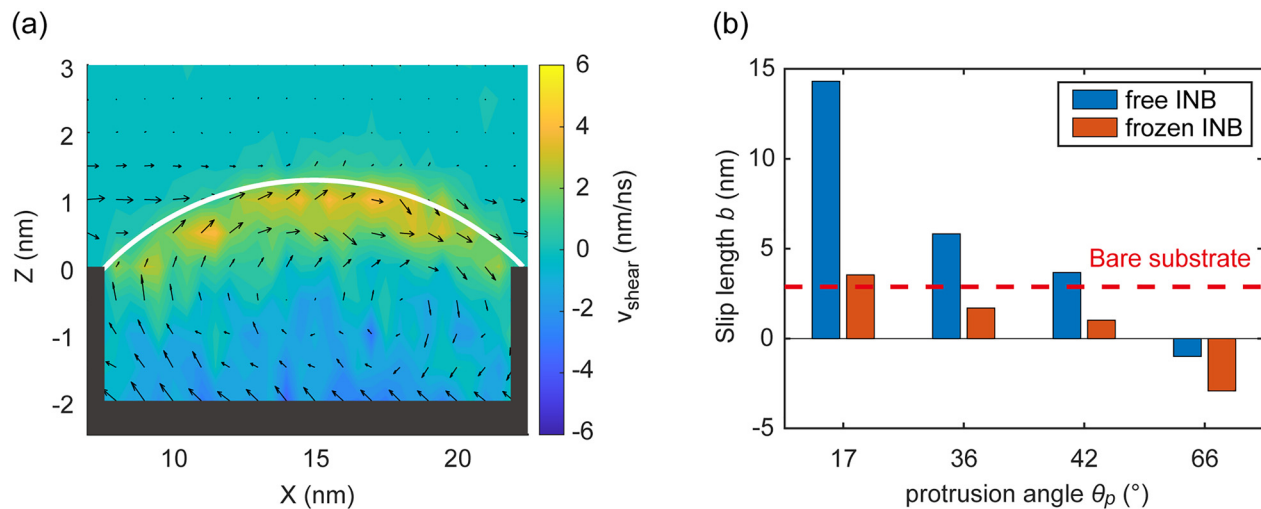 (a)
3
2
1
0
-1
-2
Z (nm)
10
15
20
X (nm)
6
4
2
0
-2
-4
-6
v_shear (nm/ns)
(b)
15
10
5
0
-5
Slip length b (nm)
free INB
frozen INB
Bare substrate
17
36
42
66
protrusion angle θ_p (°)